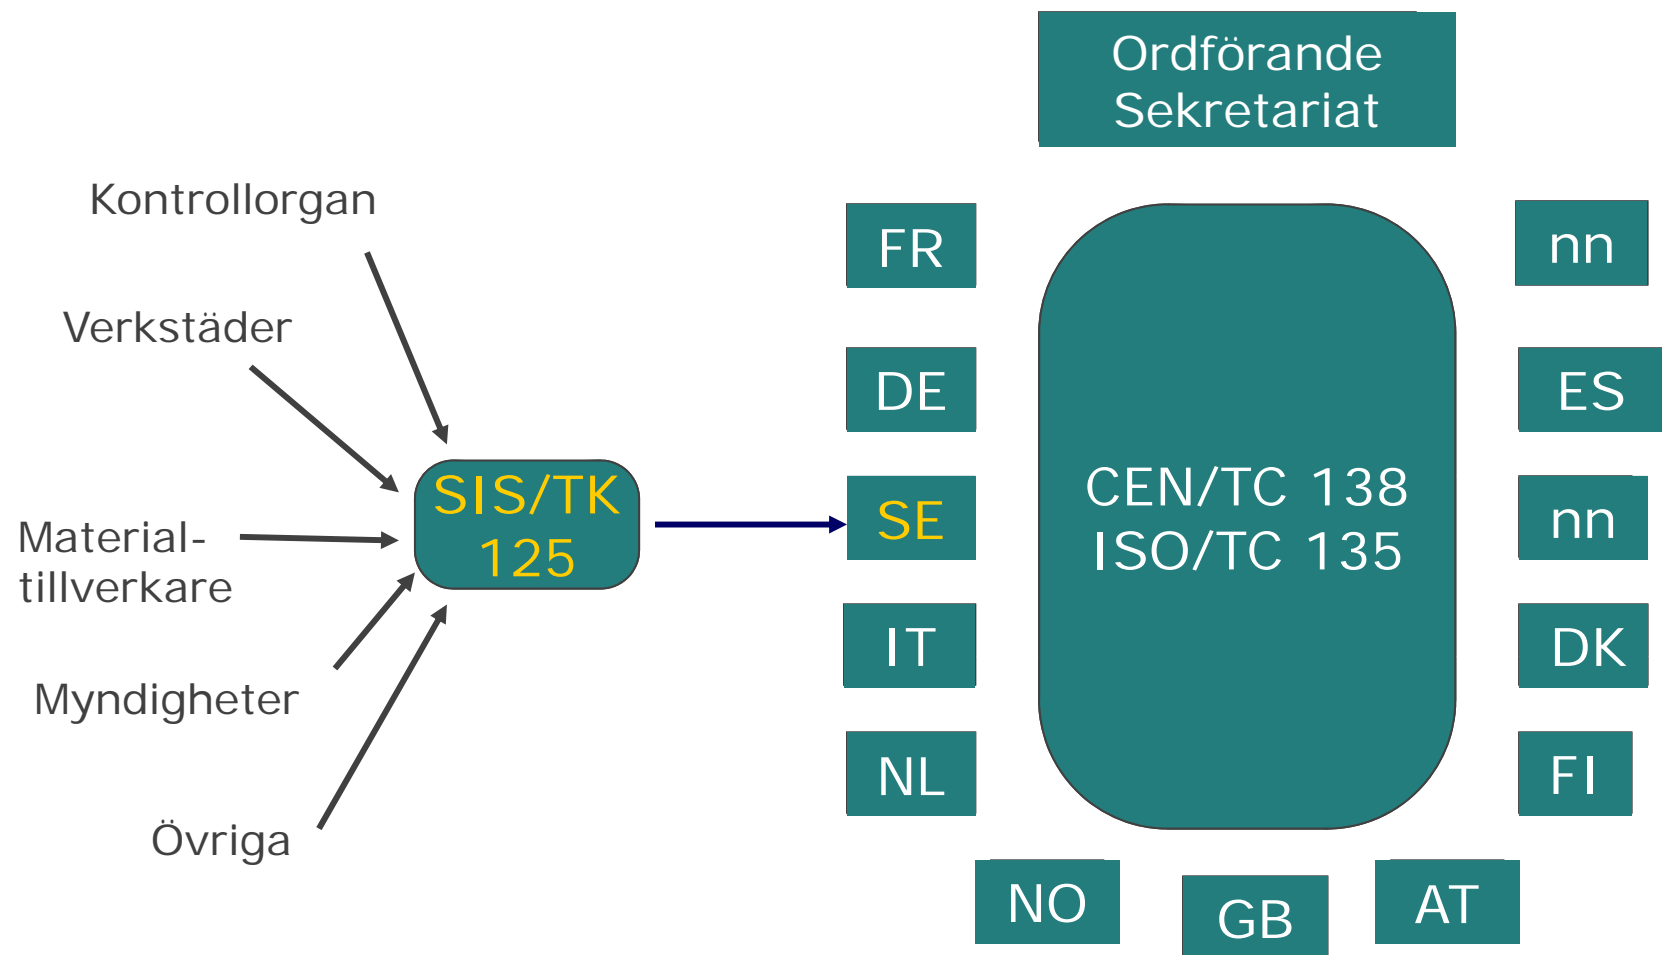 Ordförande
Sekretariat
Kontrollorgan
Verkstäder
Material-
tillverkare
Myndigheter
Övriga
SIS/TK
125
FR
DE
SE
IT
NL
CEN/TC 138
ISO/TC 135
nn
ES
nn
DK
FI
NO
GB
AT